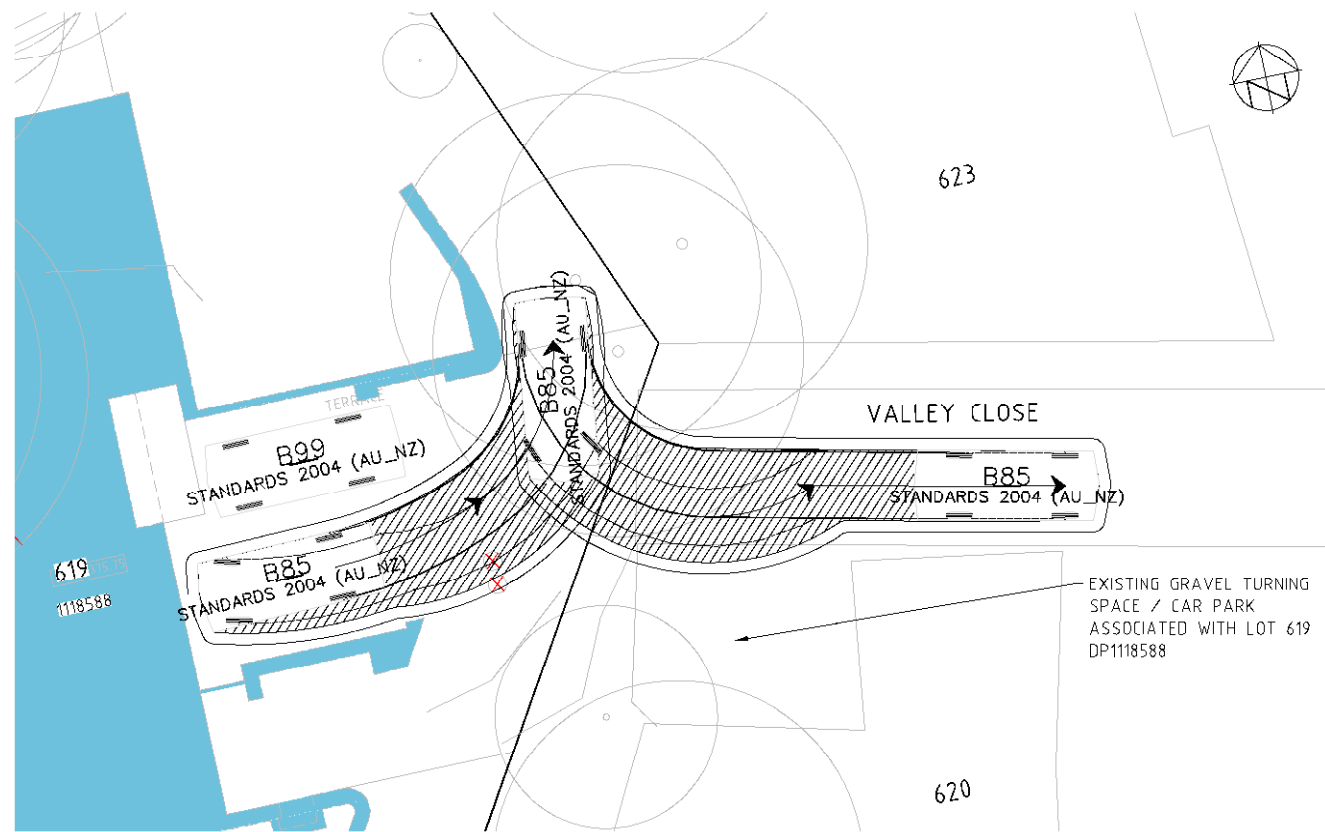 N
623
STANDARDS 2004 (AU_NZ)
B85
TERRACE
VALLEY CLOSE
B99
STANDARDS 2004 (AU_NZ)
B85
STANDARDS 2004 (AU_NZ)
619
B85
STANDARDS 2004 (AU_NZ)
1118588
EXISTING GRAVEL TURNING
SPACE / CAR PARK
ASSOCIATED WITH LOT 619
DP1118588
620